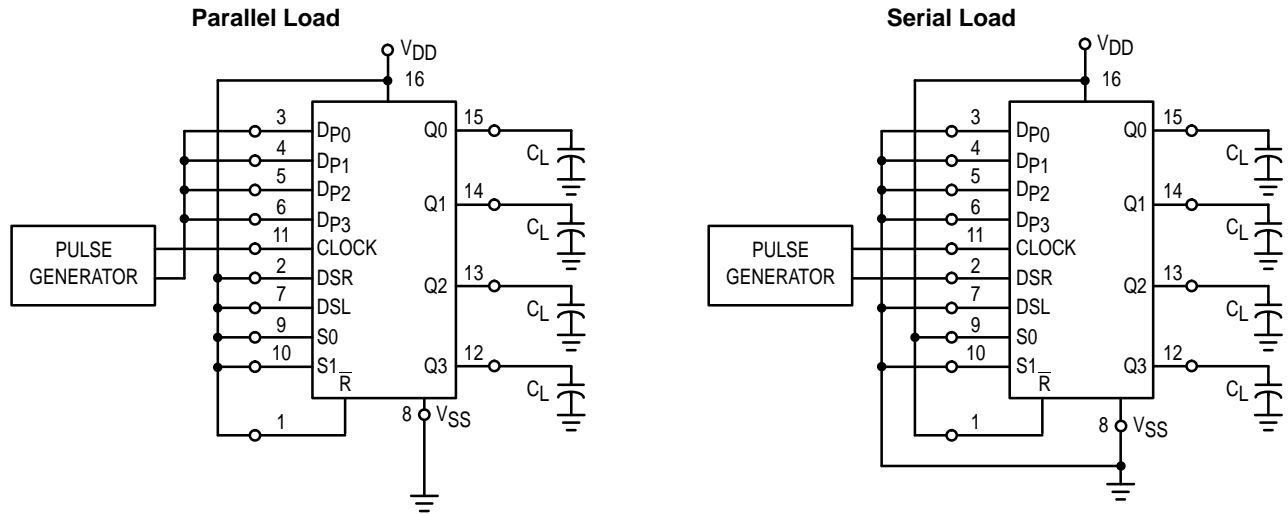 Parallel Load
VDD
16
3
DP0
4
DP1
5
DP2
6
DP3
11
CLOCK
2
DSR
7
DSL
9
S0
10
S1
R
1
PULSE
GENERATOR
Q0
15
CL
Q1
14
CL
Q2
13
CL
Q3
12
CL
8
VSS
Serial Load
VDD
16
3
DP0
4
DP1
5
DP2
6
DP3
11
CLOCK
2
DSR
7
DSL
9
S0
10
S1
R
1
PULSE
GENERATOR
Q0
15
CL
Q1
14
CL
Q2
13
CL
Q3
12
CL
8
VSS